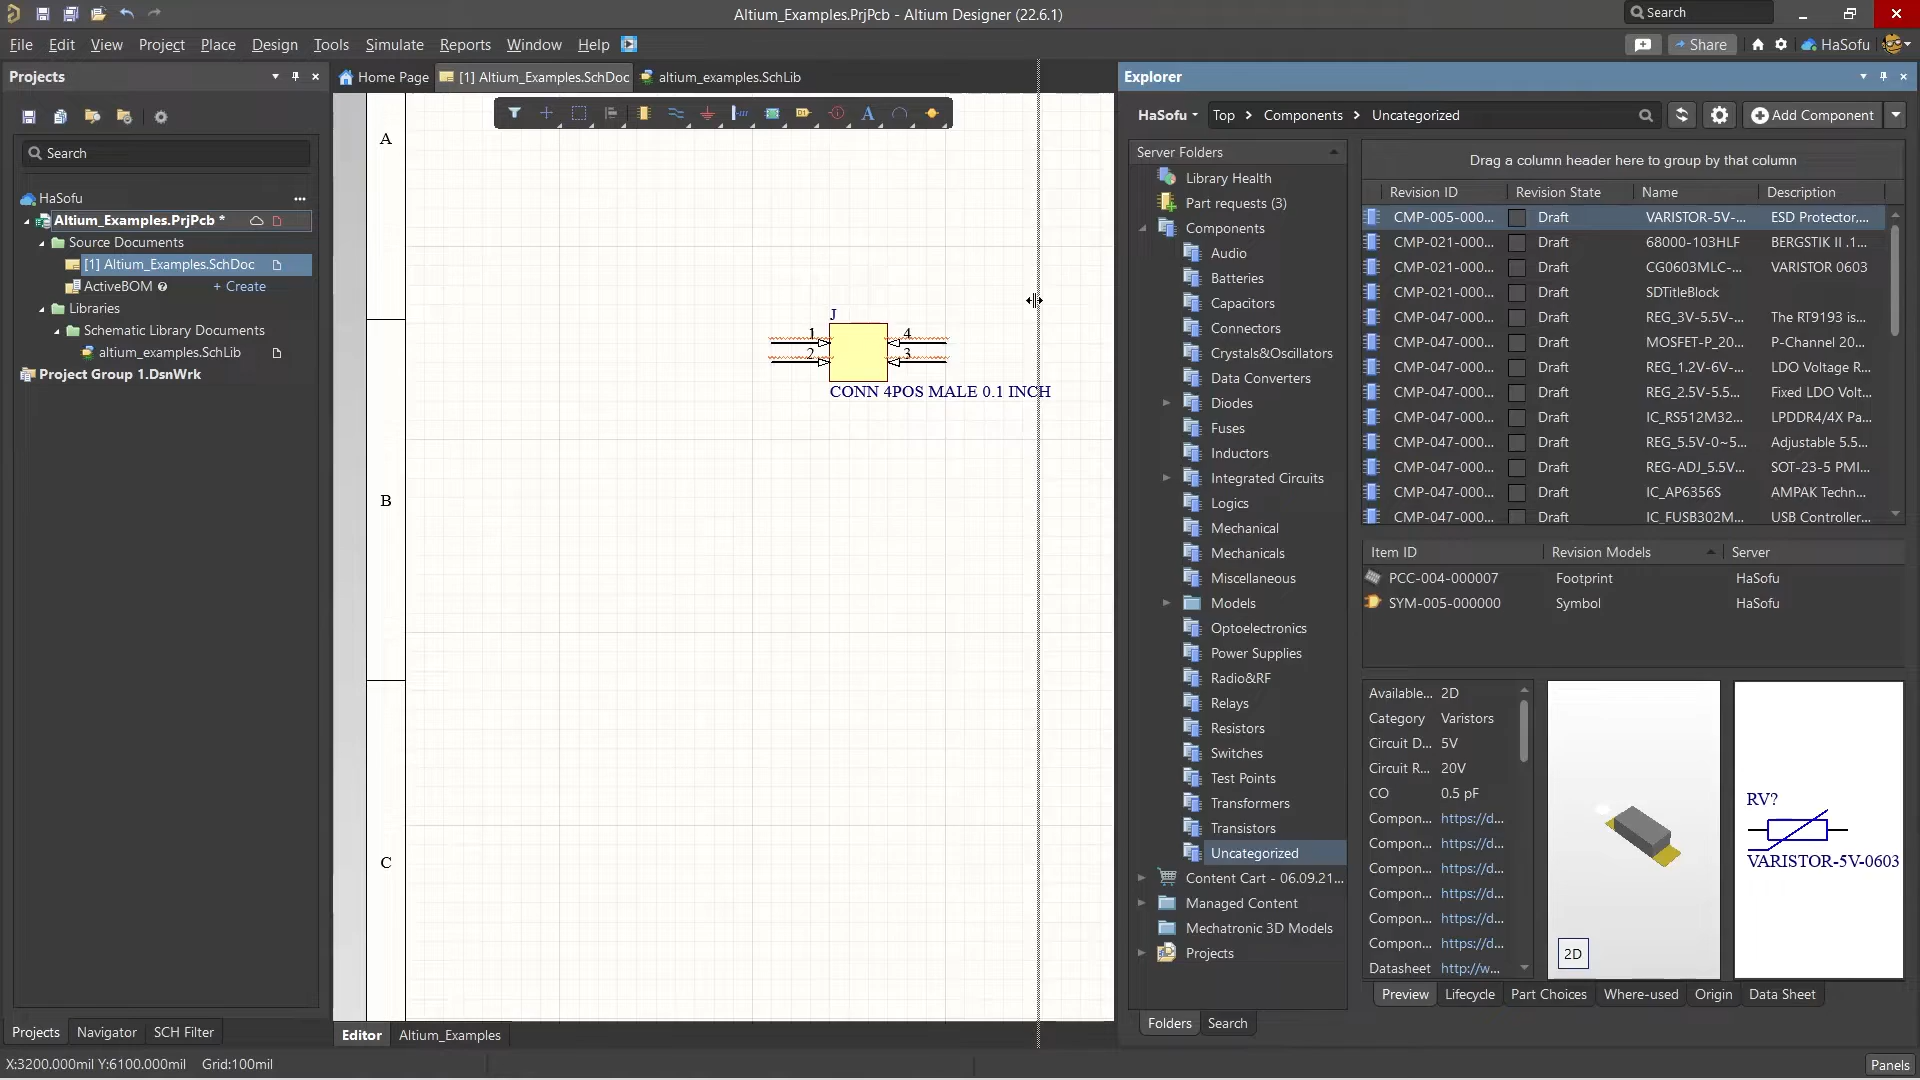 Altium_Examples.PrjPcb - Altium Designer (22.6.1)
Search
File Edit View Project Place Design Tools Simulate Reports Window Help
Share
HaSofu
Projects
Search
HaSofu
Altium_Examples.PrjPcb *
Source Documents
[1] Altium_Examples.SchDoc
ActiveBOM
+ Create
Libraries
Schematic Library Documents
altium_examples.SchLib
Project Group 1.DsnWrk
Projects Navigator SCH Filter
Home Page
[1] Altium_Examples.SchDoc
altium_examples.SchLib
A
B
C
J
1
2
4
3
CONN 4POS MALE 0.1 INCH
Editor Altium_Examples
X:3200.000mil Y:6100.000mil Grid:100mil
Explorer
HaSofu
Top Components Uncategorized
Add Component
Server Folders
Library Health
Part requests (3)
Components
Audio
Batteries
Capacitors
Connectors
Crystals&Oscillators
Data Converters
Diodes
Fuses
Inductors
Integrated Circuits
Logics
Mechanical
Mechanicals
Miscellaneous
Models
Optoelectronics
Power Supplies
Radio&RF
Relays
Resistors
Switches
Test Points
Transformers
Transistors
Uncategorized
Content Cart - 06.09.21...
Managed Content
Mechatronic 3D Models
Projects
Folders Search
Drag a column header here to group by that column
Revision ID Revision State Name Description
CMP-005-000... Draft VARISTOR-5V-... ESD Protector,...
CMP-021-000... Draft 68000-103HLF BERGSTIK II .1...
CMP-021-000... Draft CG0603MLC-... VARISTOR 0603
CMP-021-000... Draft SDTitleBlock
CMP-047-000... Draft REG_3V-5.5V-... The RT9193 is...
CMP-047-000... Draft MOSFET-P_20... P-Channel 20...
CMP-047-000... Draft REG_1.2V-6V-... LDO Voltage R...
CMP-047-000... Draft REG_2.5V-5.5... Fixed LDO Volt...
CMP-047-000... Draft IC_RS512M32... LPDDR4/4X Pa...
CMP-047-000... Draft REG_5.5V-0~5... Adjustable 5.5...
CMP-047-000... Draft REG-ADJ_5.5V... SOT-23-5 PMI...
CMP-047-000... Draft IC_AP6356S AMPAK Techn...
CMP-047-000... Draft IC_FUSB302M... USB Controller...
Item ID Revision Models Server
PCC-004-000007 Footprint HaSofu
SYM-005-000000 Symbol HaSofu
Available... 2D
Category Varistors
Circuit D... 5V
Circuit R... 20V
CO 0.5 pF
Compon... https://d...
Compon... https://d...
Compon... https://d...
Compon... https://d...
Compon... https://d...
Compon... https://d...
Datasheet http://w...
2D
RV?
VARISTOR-5V-0603
Preview Lifecycle Part Choices Where-used Origin Data Sheet
Panels